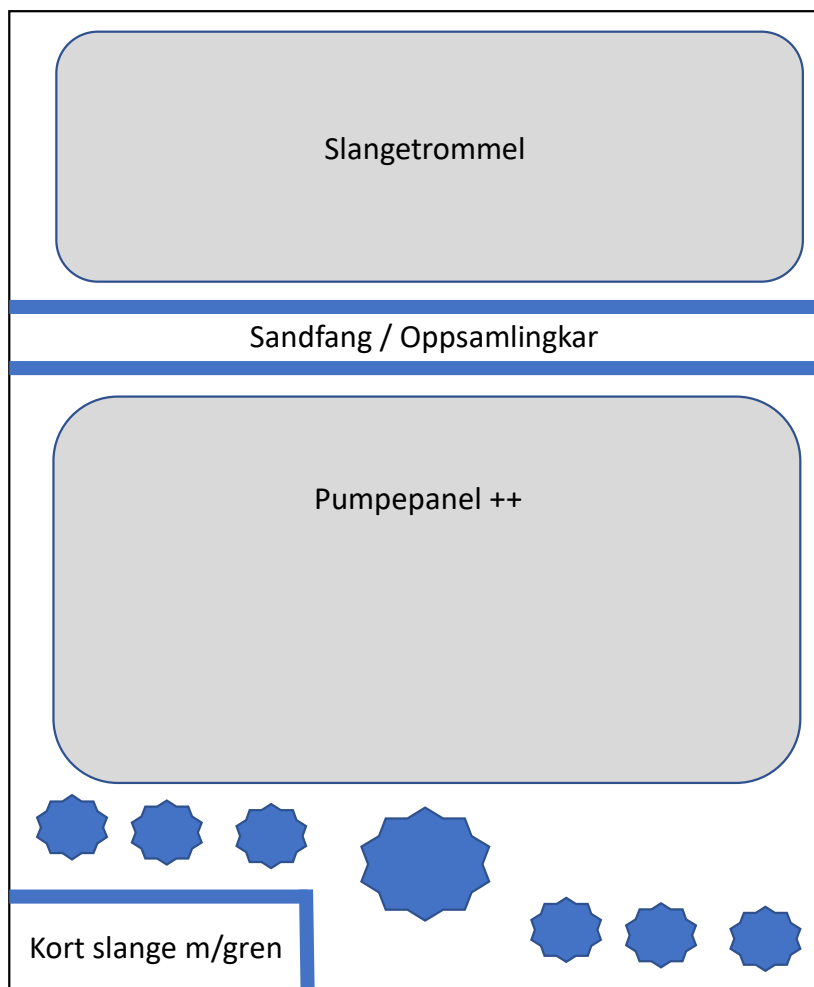 Slangetrommel
Sandfang / Oppsamlingkar
Pumpepanel ++
Kort slange m/gren